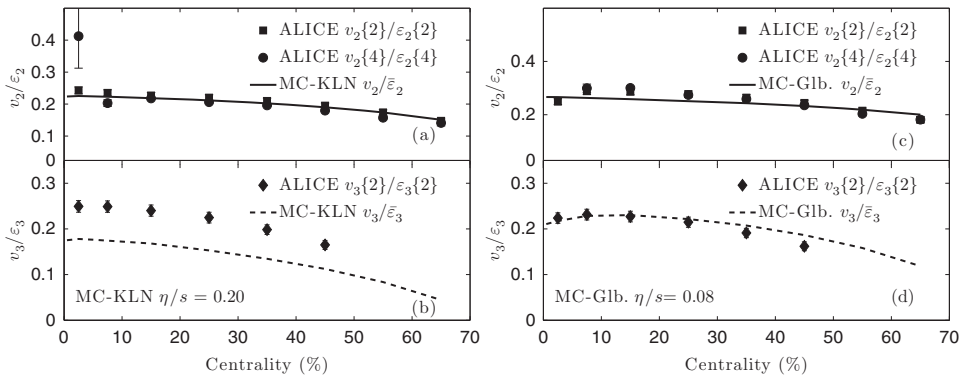 0.4
0.3
0.2
0.1
0
v₂/ε₂
ALICE v₂{2}/ε₂{2}
ALICE v₂{4}/ε₂{4}
MC-KLN v₂/ε̄₂
(a)
0.3
0.2
0.1
0
v₃/ε₃
ALICE v₃{2}/ε₃{2}
MC-KLN v₃/ε̄₃
MC-KLN η/s = 0.20
(b)
0 10 20 30 40 50 60 70
Centrality (%)
0.4
0.2
0
v₂/ε₂
ALICE v₂{2}/ε₂{2}
ALICE v₂{4}/ε₂{4}
MC-Glb. v₂/ε̄₂
(c)
0.3
0.2
0.1
0
v₃/ε₃
ALICE v₃{2}/ε₃{2}
MC-Glb. v₃/ε̄₃
MC-Glb. η/s= 0.08
(d)
0 10 20 30 40 50 60 70
Centrality (%)